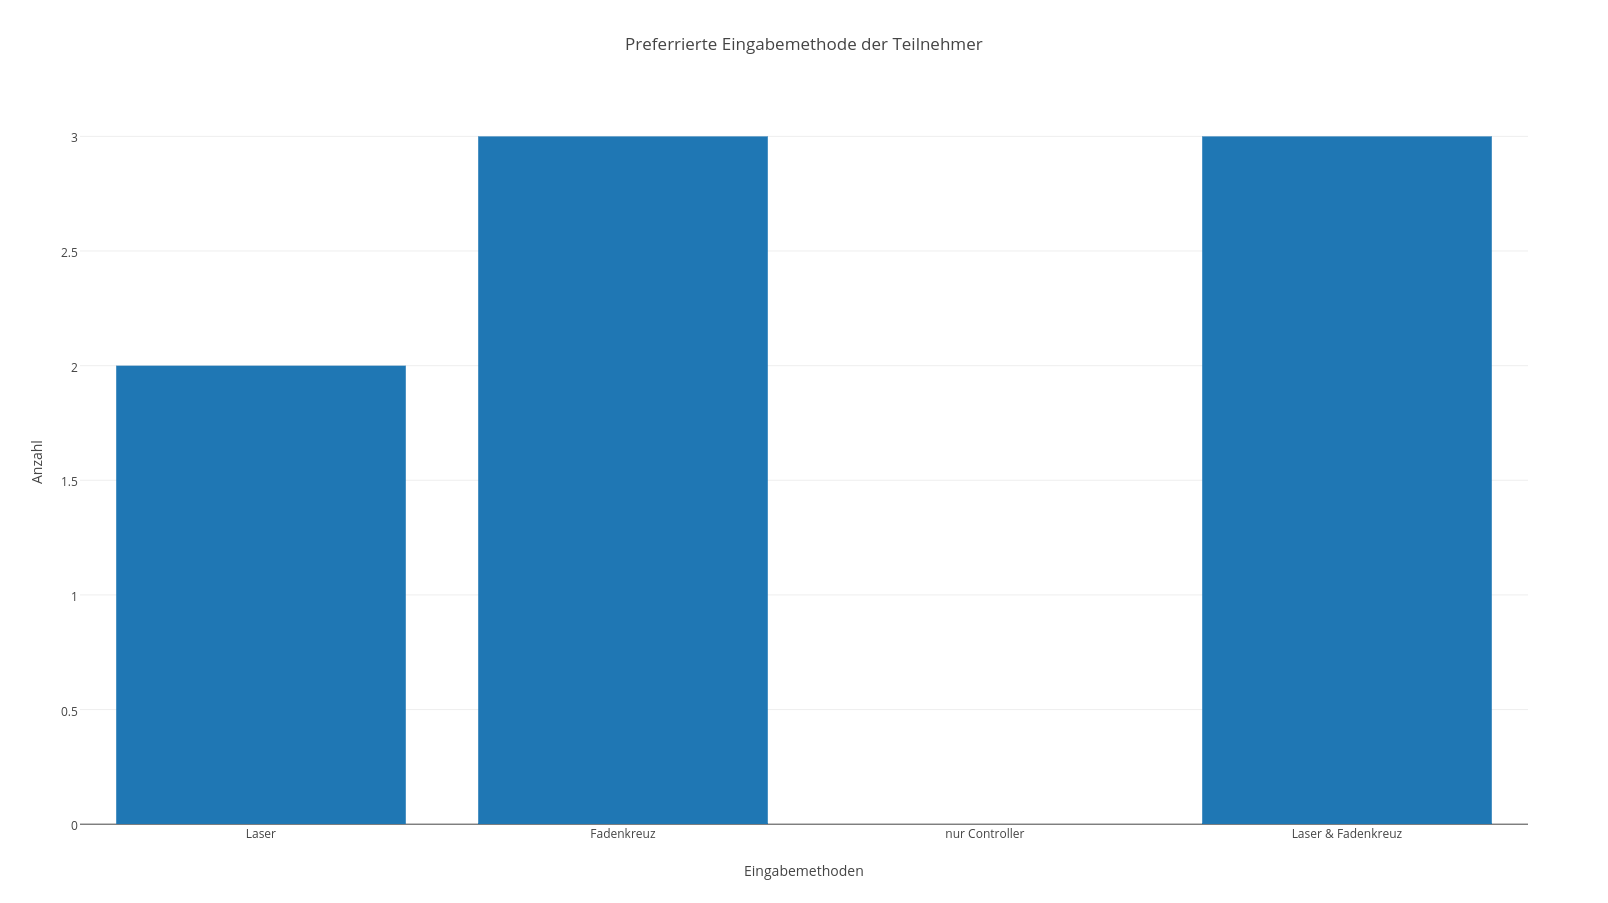 Preferrierte Eingabemethode der Teilnehmer
3
2.5
2
1.5
1
0.5
0
Anzahl
Laser
Fadenkreuz
nur Controller
Laser & Fadenkreuz
Eingabemethoden